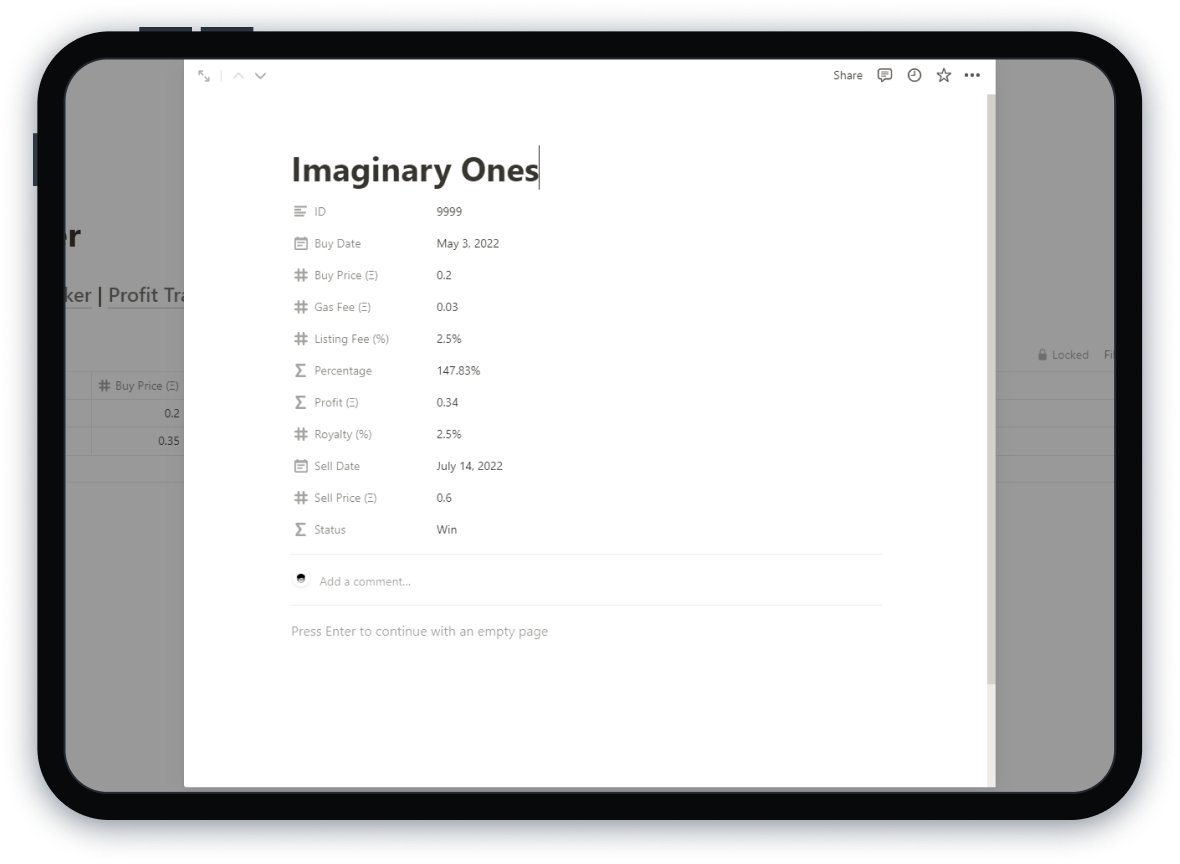 Share
Imaginary Ones
ID 9999
Buy Date May 3, 2022
Buy Price (Ξ) 0.2
Gas Fee (Ξ) 0.03
Listing Fee (%) 2.5%
Percentage 147.83%
Profit (Ξ) 0.34
Royalty (%) 2.5%
Sell Date July 14, 2022
Sell Price (Ξ) 0.6
Status Win
Add a comment...
Press Enter to continue with an empty page
er
ker | Profit Tra
Locked Fi
Buy Price (Ξ)
0.2
0.35